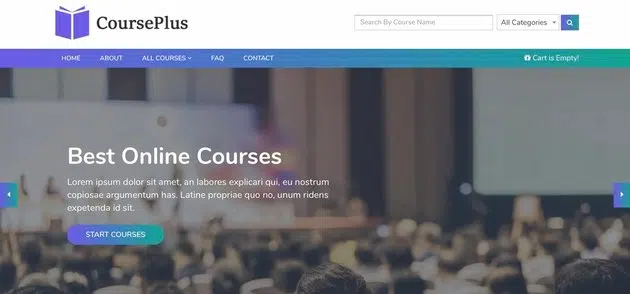 CoursePlus
Search By Course Name
All Categories
HOME
ABOUT
ALL COURSES
FAQ
CONTACT
Cart is Empty!
Best Online Courses
Lorem ipsum dolor sit amet, an labores explicari qui, eu nostrum
copiosae argumentum has. Latine propriae quo no, unum ridens
expetenda id sit.
START COURSES